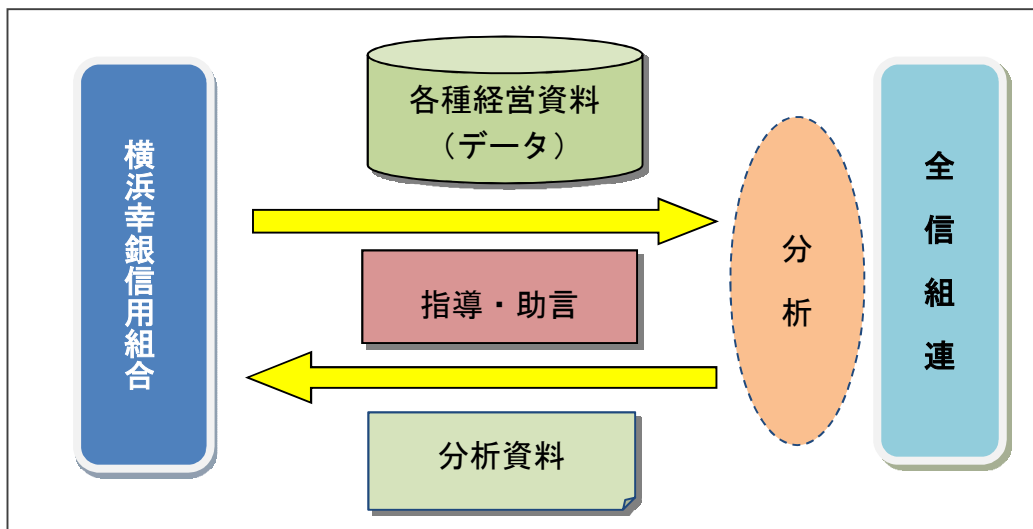 横浜幸銀信用組合
各種経営資料
（データ）
指導・助言
分析資料
分析
全信組連